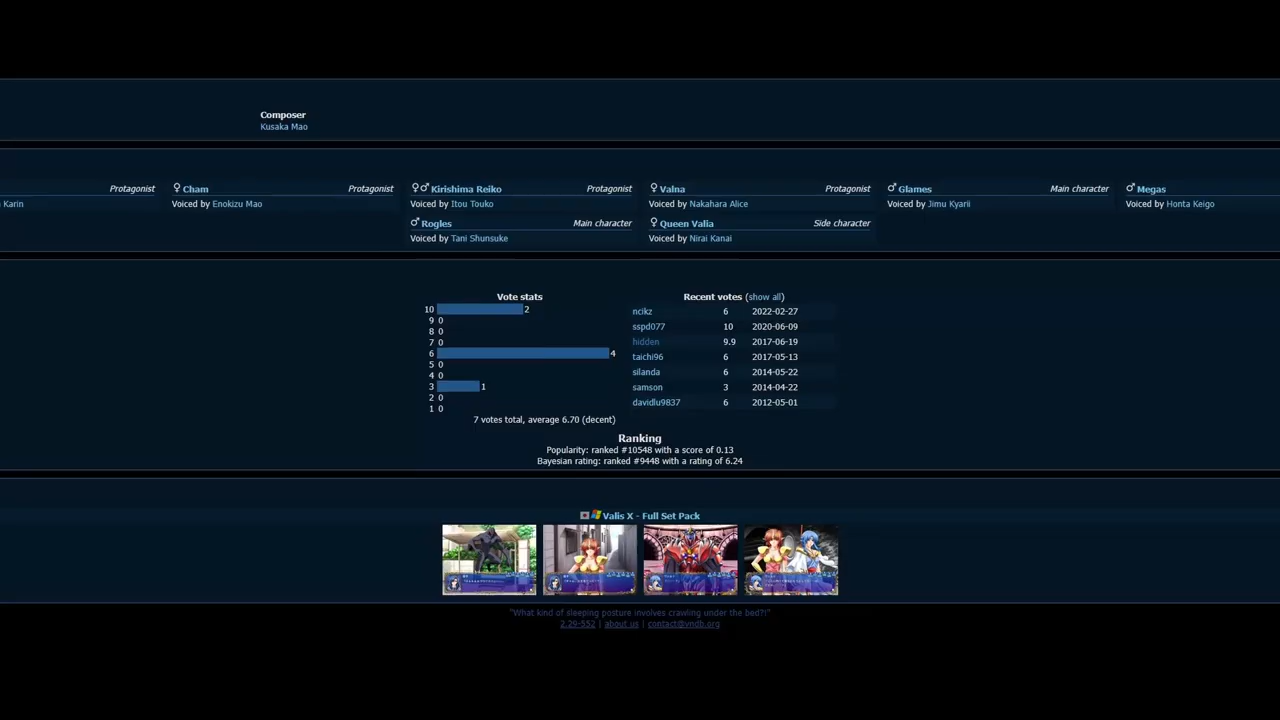 Composer
Kusaka Mao
Protagonist
Cham Protagonist
Kirishima Reiko Protagonist
Valna Protagonist
Glames Main character
Megas
Karin
Voiced by Enokizu Mao
Voiced by Itou Touko
Voiced by Nakahara Alice
Voiced by Jimu Kyarii
Voiced by Honta Keigo
Rogles Main character
Queen Valia Side character
Voiced by Tani Shunsuke
Voiced by Nirai Kanai
Vote stats
10 2
9 0
8 0
7 0
6 4
5 0
4 0
3 1
2 0
1 0
7 votes total, average 6.70 (decent)
Recent votes (show all)
ncikz 6 2022-02-27
sspd077 10 2020-06-09
hidden 9.9 2017-06-19
taichi96 6 2017-05-13
silanda 6 2014-05-22
samson 3 2014-04-22
davidlu9837 6 2012-05-01
Ranking
Popularity: ranked #10548 with a score of 0.13
Bayesian rating: ranked #9448 with a rating of 6.24
Valis X - Full Set Pack
"What kind of sleeping posture involves crawling under the bed?!"
2.29-552 | about us | contact@vndb.org